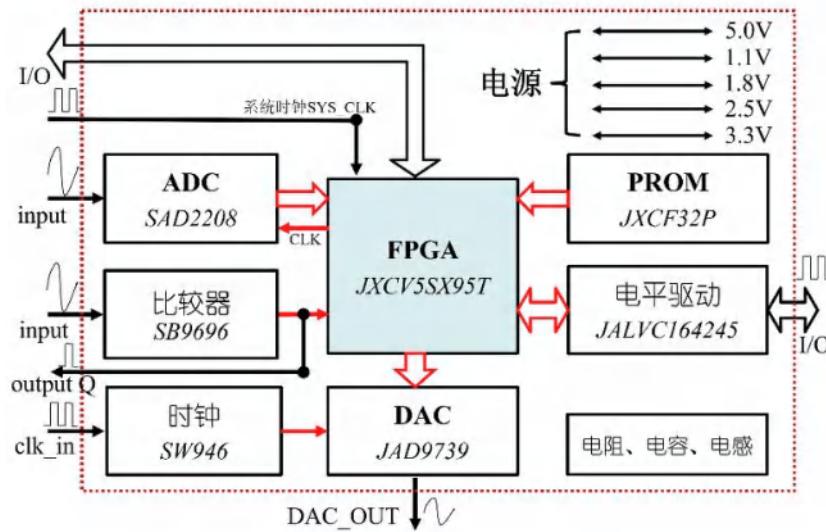 I/O
系统时钟SYS_CLK
电源
5.0V
1.1V
1.8V
2.5V
3.3V
input
ADC
SAD2208
CLK
FPGA
JXCV5SX95T
PROM
JXCF32P
input
比较器
SB9696
output Q
电平驱动
JALVC164245
I/O
clk_in
时钟
SW946
DAC
JAD9739
电阻、电容、电感
DAC_OUT